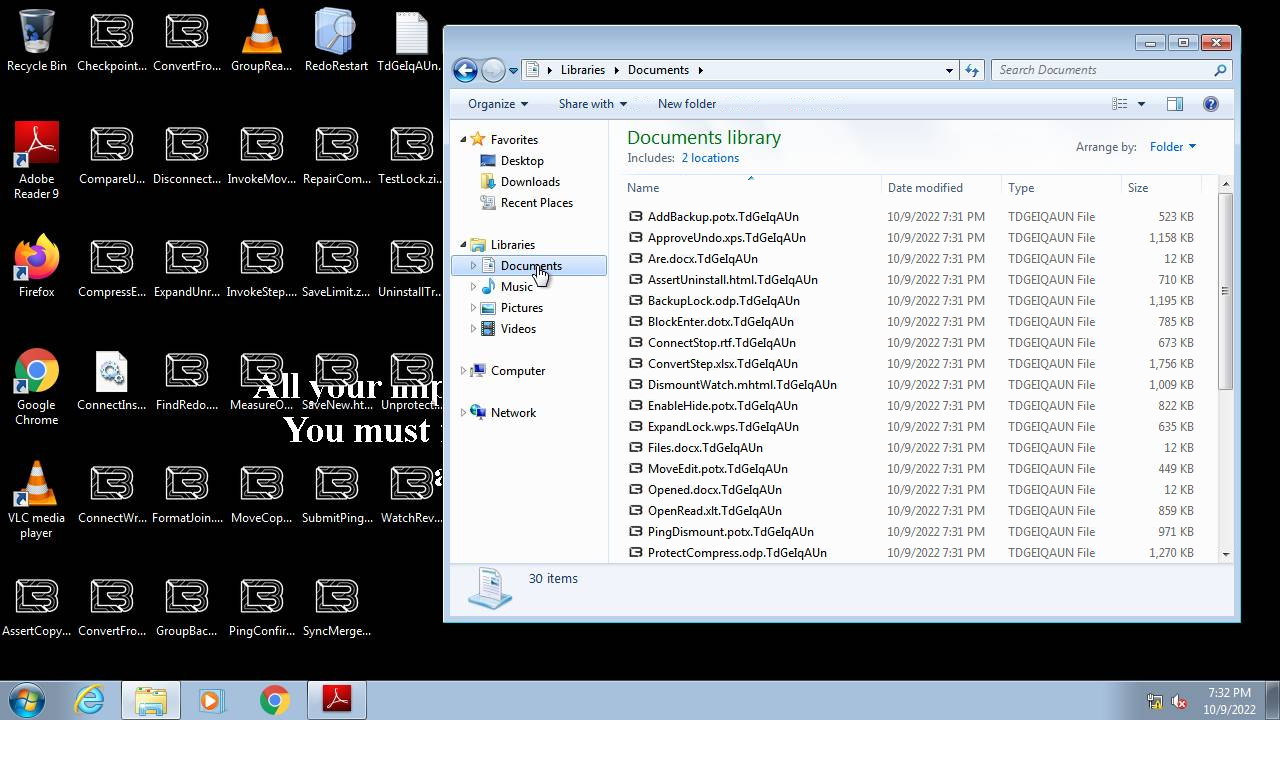 Recycle Bin
Checkpoint...
ConvertFro...
GroupRea...
RedoRestart
TdGeIqAUn.
Adobe Reader 9
CompareU...
Disconnect...
InvokeMov...
RepairCom...
TestLock.zi...
Firefox
CompressE...
ExpandUnr...
InvokeStep....
SaveLimit.z...
UninstallTr...
Google Chrome
ConnectIns...
FindRedo....
MeasureO...
SaveNew.ht...
Unprotect...
All your imp
You must
a
VLC media player
ConnectWr...
FormatJoin....
MoveCop...
SubmitPing...
WatchRev...
AssertCopy...
ConvertFro...
GroupBac...
PingConfir...
SyncMerge...
Libraries
Documents
Search Documents
Organize
Share with
New folder
Favorites
Desktop
Downloads
Recent Places
Libraries
Documents
Music
Pictures
Videos
Computer
Network
Documents library
Includes: 2 locations
Arrange by: Folder
Name Date modified Type Size
AddBackup.potx.TdGeIqAUn 10/9/2022 7:31 PM TDGEIQAUN File 523 KB
ApproveUndo.xps.TdGeIqAUn 10/9/2022 7:31 PM TDGEIQAUN File 1,158 KB
Are.docx.TdGeIqAUn 10/9/2022 7:31 PM TDGEIQAUN File 12 KB
AssertUninstall.html.TdGeIqAUn 10/9/2022 7:31 PM TDGEIQAUN File 710 KB
BackupLock.odp.TdGeIqAUn 10/9/2022 7:31 PM TDGEIQAUN File 1,195 KB
BlockEnter.dotx.TdGeIqAUn 10/9/2022 7:31 PM TDGEIQAUN File 785 KB
ConnectStop.rtf.TdGeIqAUn 10/9/2022 7:31 PM TDGEIQAUN File 673 KB
ConvertStep.xlsx.TdGeIqAUn 10/9/2022 7:31 PM TDGEIQAUN File 1,756 KB
DismountWatch.mhtml.TdGeIqAUn 10/9/2022 7:31 PM TDGEIQAUN File 1,009 KB
EnableHide.potx.TdGeIqAUn 10/9/2022 7:31 PM TDGEIQAUN File 822 KB
ExpandLock.wps.TdGeIqAUn 10/9/2022 7:31 PM TDGEIQAUN File 635 KB
Files.docx.TdGeIqAUn 10/9/2022 7:31 PM TDGEIQAUN File 12 KB
MoveEdit.potx.TdGeIqAUn 10/9/2022 7:31 PM TDGEIQAUN File 449 KB
Opened.docx.TdGeIqAUn 10/9/2022 7:31 PM TDGEIQAUN File 12 KB
OpenRead.xlt.TdGeIqAUn 10/9/2022 7:31 PM TDGEIQAUN File 859 KB
PingDismount.potx.TdGeIqAUn 10/9/2022 7:31 PM TDGEIQAUN File 971 KB
ProtectCompress.odp.TdGeIqAUn 10/9/2022 7:31 PM TDGEIQAUN File 1,270 KB
30 items
7:32 PM
10/9/2022